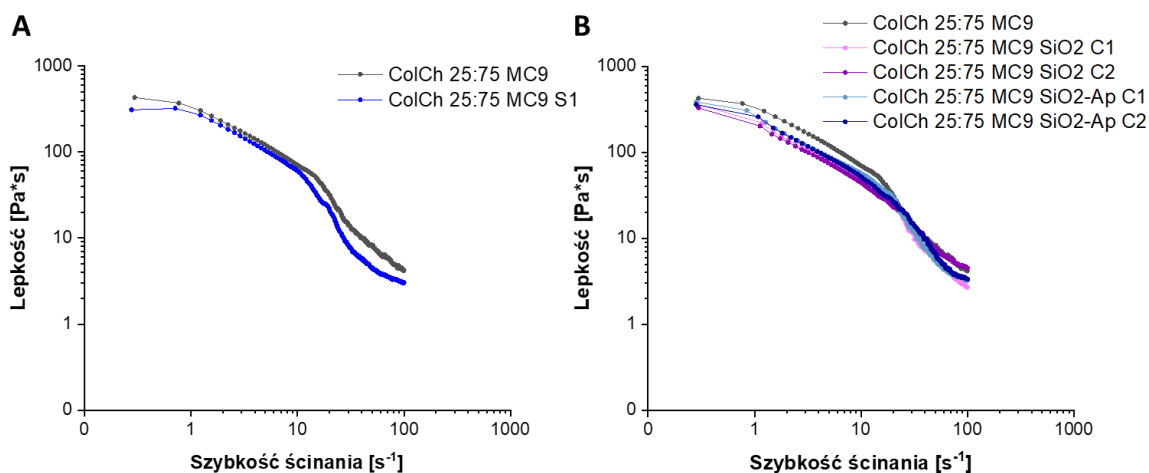 A
ColCh 25:75 MC9
ColCh 25:75 MC9 S1
1000
100
10
1
0
Lepkość [Pa*s]
0 1 10 100 1000
Szybkość ścinania [s⁻¹]
B
ColCh 25:75 MC9
ColCh 25:75 MC9 SiO2 C1
ColCh 25:75 MC9 SiO2 C2
ColCh 25:75 MC9 SiO2-Ap C1
ColCh 25:75 MC9 SiO2-Ap C2
1000
100
10
1
0
Lepkość [Pa*s]
0 1 10 100 1000
Szybkość ścinania [s⁻¹]